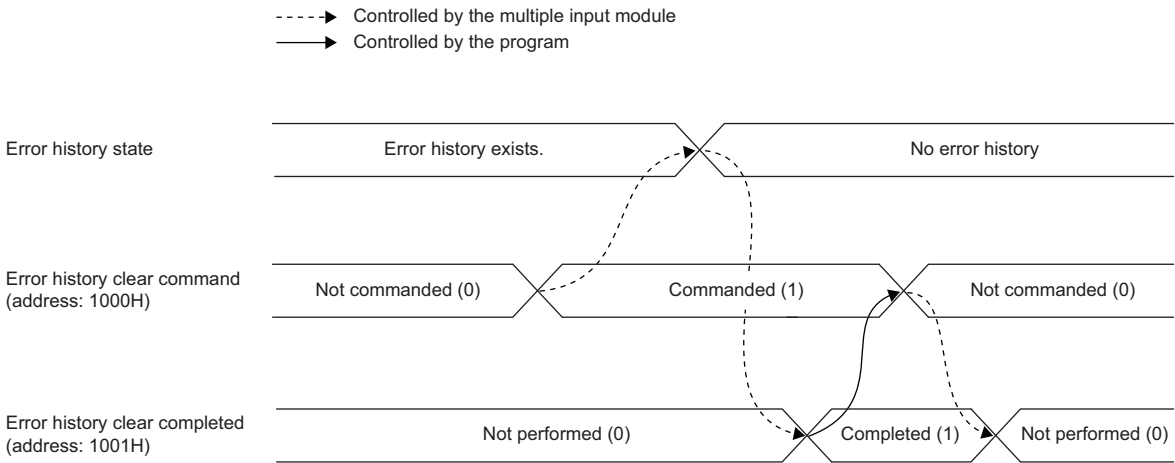 Controlled by the multiple input module
Controlled by the program
Error history state
Error history exists.
No error history
Error history clear command
(address: 1000H)
Not commanded (0)
Commanded (1)
Not commanded (0)
Error history clear completed
(address: 1001H)
Not performed (0)
Completed (1)
Not performed (0)